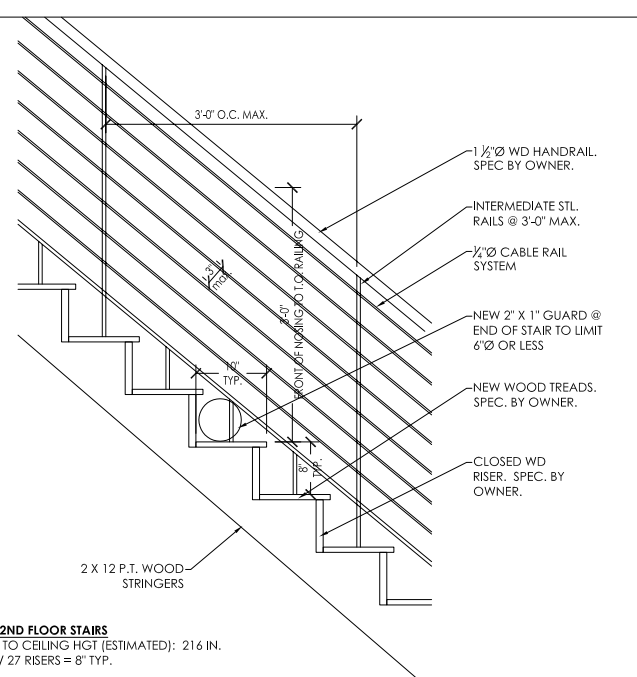 3'-0" O.C. MAX.
1 ½"Ø WD HANDRAIL.
SPEC BY OWNER.
INTERMEDIATE STL.
RAILS @ 3'-0" MAX.
¼"Ø CABLE RAIL
SYSTEM
3"
max.
3'-0"
FRONT OF NOSING TO T.O. RAILING.
NEW 2" X 1" GUARD @
END OF STAIR TO LIMIT
6"Ø OR LESS
10"
TYP.
NEW WOOD TREADS.
SPEC. BY OWNER.
8"
TYP.
CLOSED WD
RISER. SPEC. BY
OWNER.
2 X 12 P.T. WOOD
STRINGERS
2ND FLOOR STAIRS
TO CEILING HGT (ESTIMATED): 216 IN.
/ 27 RISERS = 8" TYP.